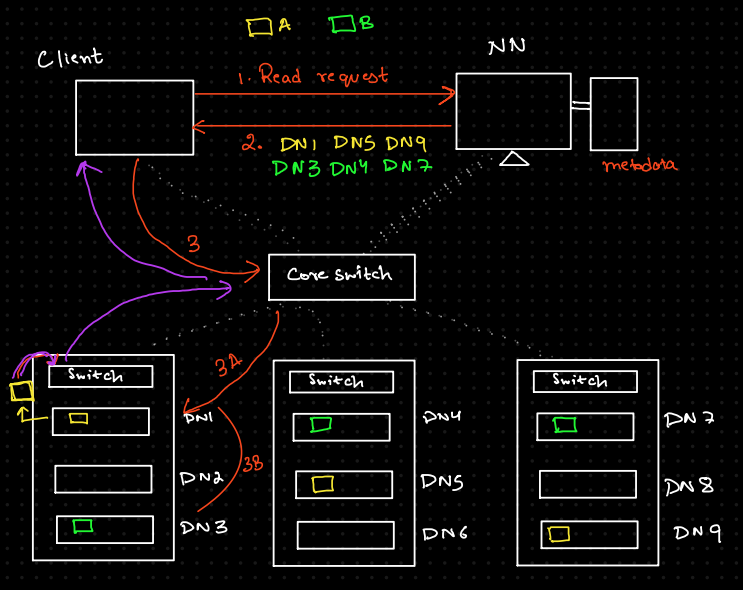 A B
Client
NN
1. Read request
2. DN1 DN5 DN9
DN3 DN4 DN7
metadata
3
Core switch
3A
Switch
Switch
Switch
DN1
DN4
DN7
3B
DN2
DN5
DN8
DN3
DN6
DN9